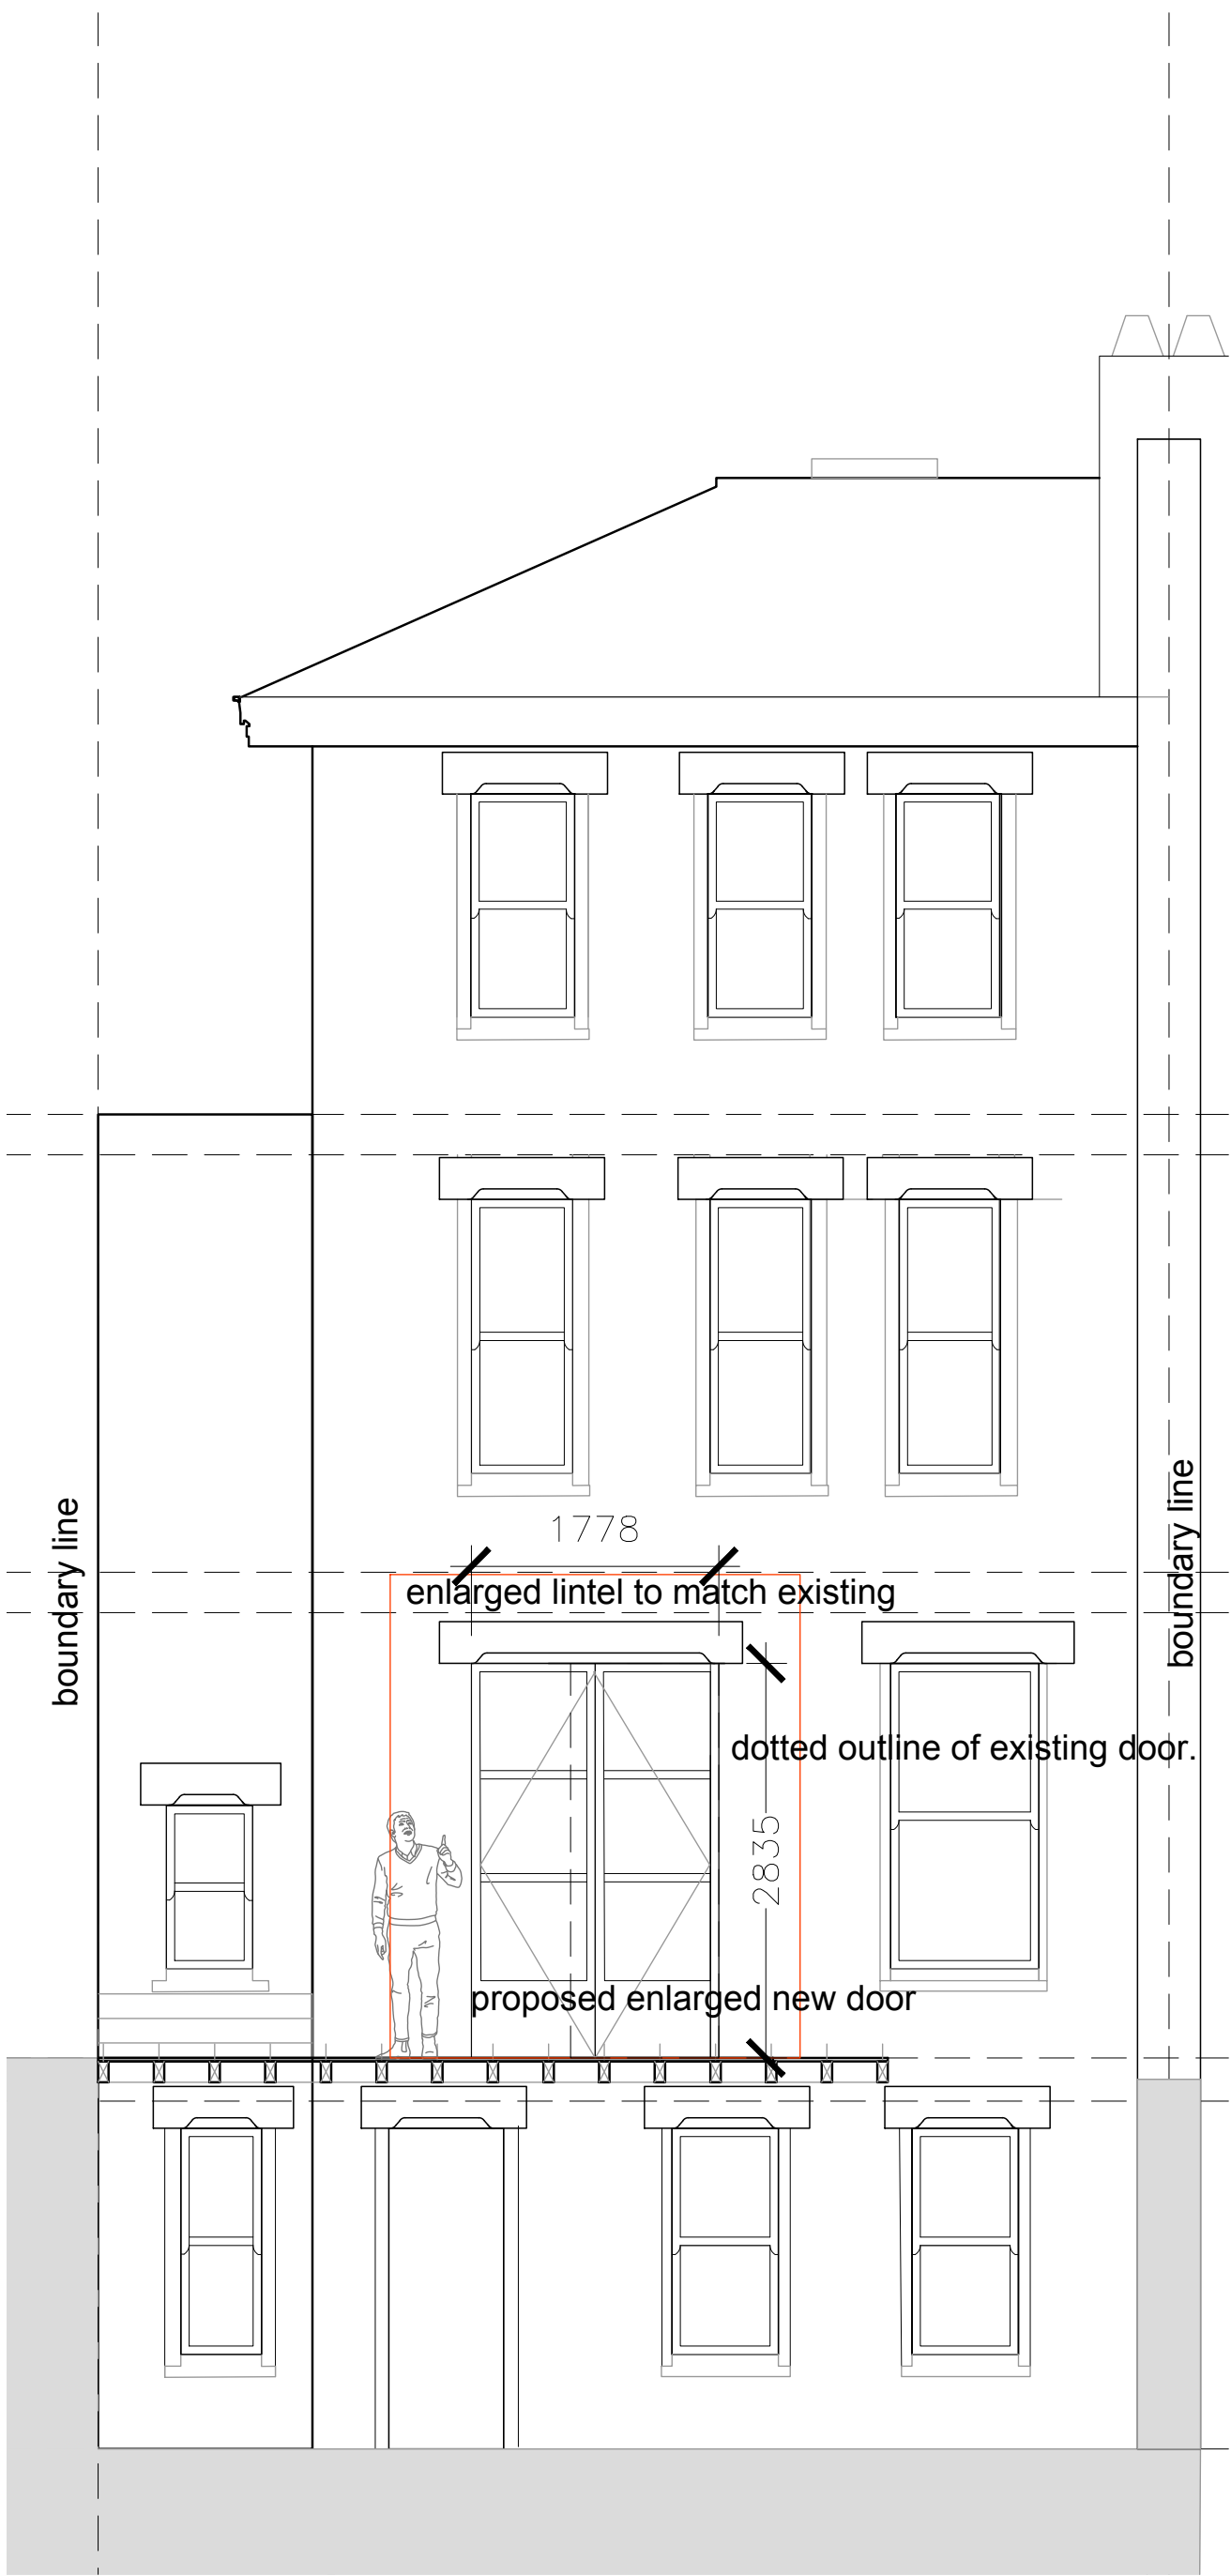 boundary line
boundary line
1778
enlarged lintel to match existing
dotted outline of existing door.
2835
proposed enlarged new door